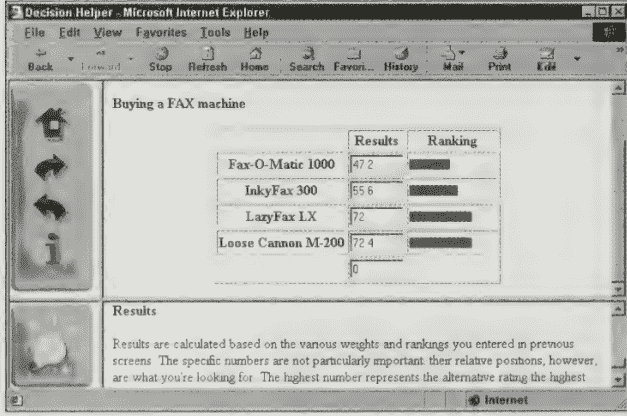 Decision Helper - Microsoft Internet Explorer
File Edit View Favorites Tools Help
Back Forward Stop Refresh Home Search Favori... History Mail Print Edit
Buying a FAX machine
Results Ranking
Fax-O-Matic 1000 47.2
InkyFax 300 55.6
LazyFax LX 72
Loose Cannon M-200 72.4
0
Results
Results are calculated based on the various weights and rankings you entered in previous
screens. The specific numbers are not particularly important: their relative positions, however,
are what you're looking for. The highest number represents the alternative rating the highest
Internet